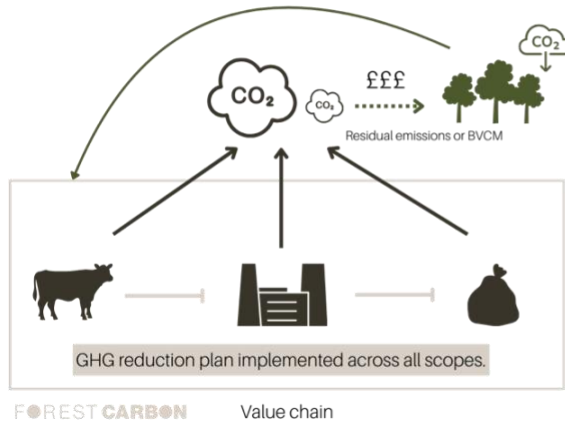 CO₂
CO₂
£££
CO₂
Residual emissions or BVCM
GHG reduction plan implemented across all scopes.
FOREST CARBON
Value chain